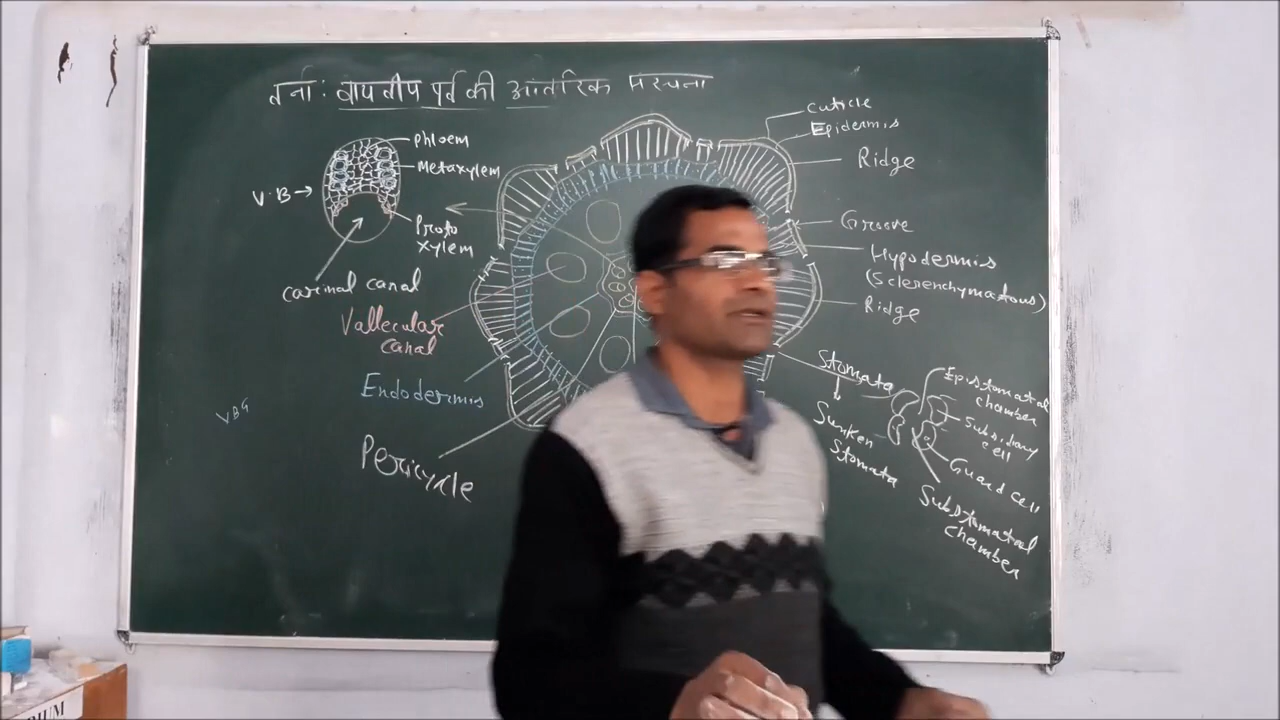 तना: वायवीय पर्व की आंतरिक संरचना
Phloem
Metaxylem
V.B →
Proto
xylem
carinal canal
Vallecular
canal
Endodermis
Pericycle
VBG
cuticle
Epidermis
Ridge
Groove
Hypodermis
(Sclerenchymatous)
Ridge
Stomata
Sunken
Stomata
Epistomatal
chamber
Subsidiary
cell
Guard cell
Substomatal
chamber